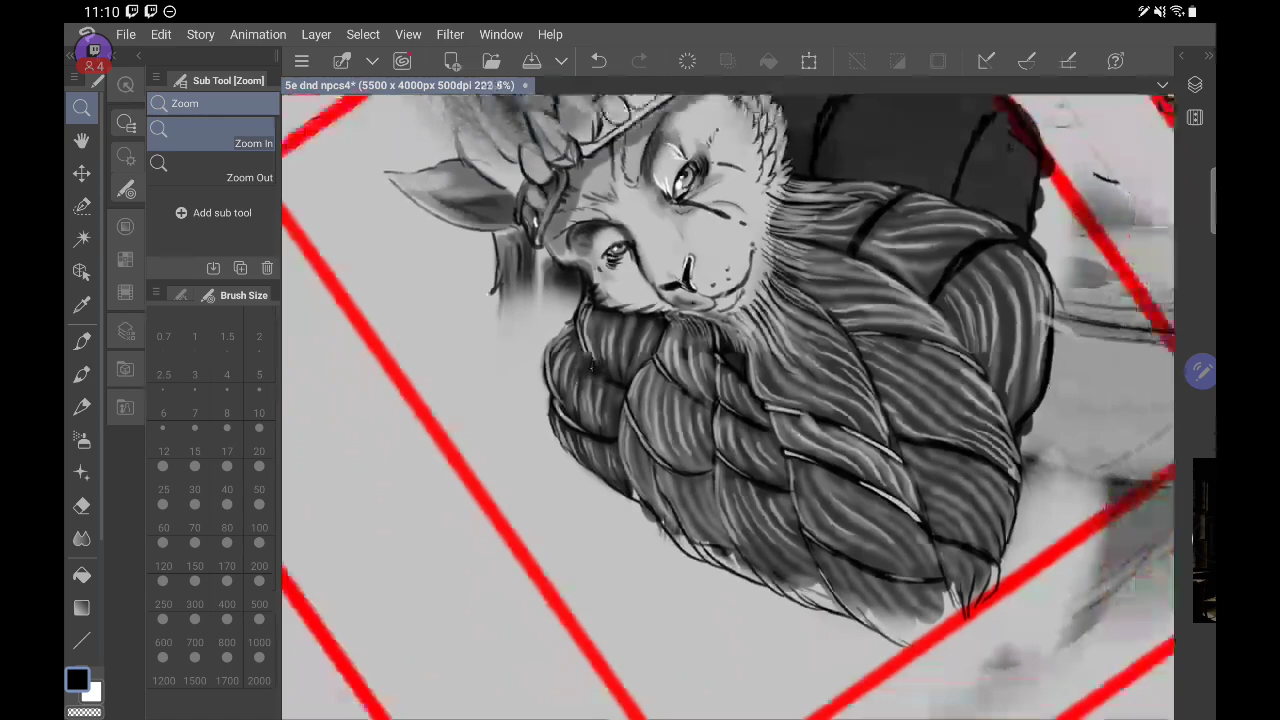 11:10
File Edit Story Animation Layer Select View Filter Window Help
4
Sub Tool [Zoom]
5e dnd npcs4* (5500 x 4000px 500dpi 222.6%)
Zoom
Zoom In
Zoom Out
Add sub tool
Brush Size
0.7 1 1.5 2
2.5 3 4 5
6 7 8 10
12 15 17 20
25 30 40 50
60 70 80 100
120 150 170 200
250 300 400 500
600 700 800 1000
1200 1500 1700 2000